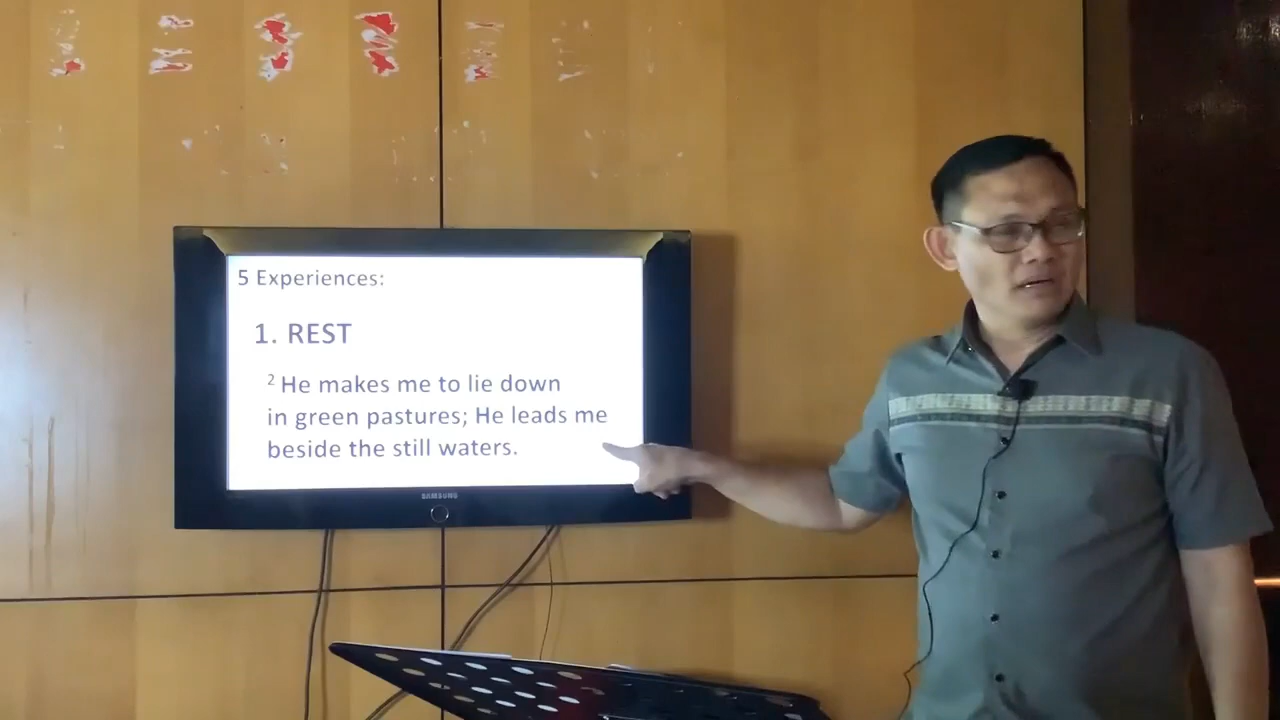 5 Experiences:
1. REST
2 He makes me to lie down
in green pastures; He leads me
beside the still waters.
SAMSUNG